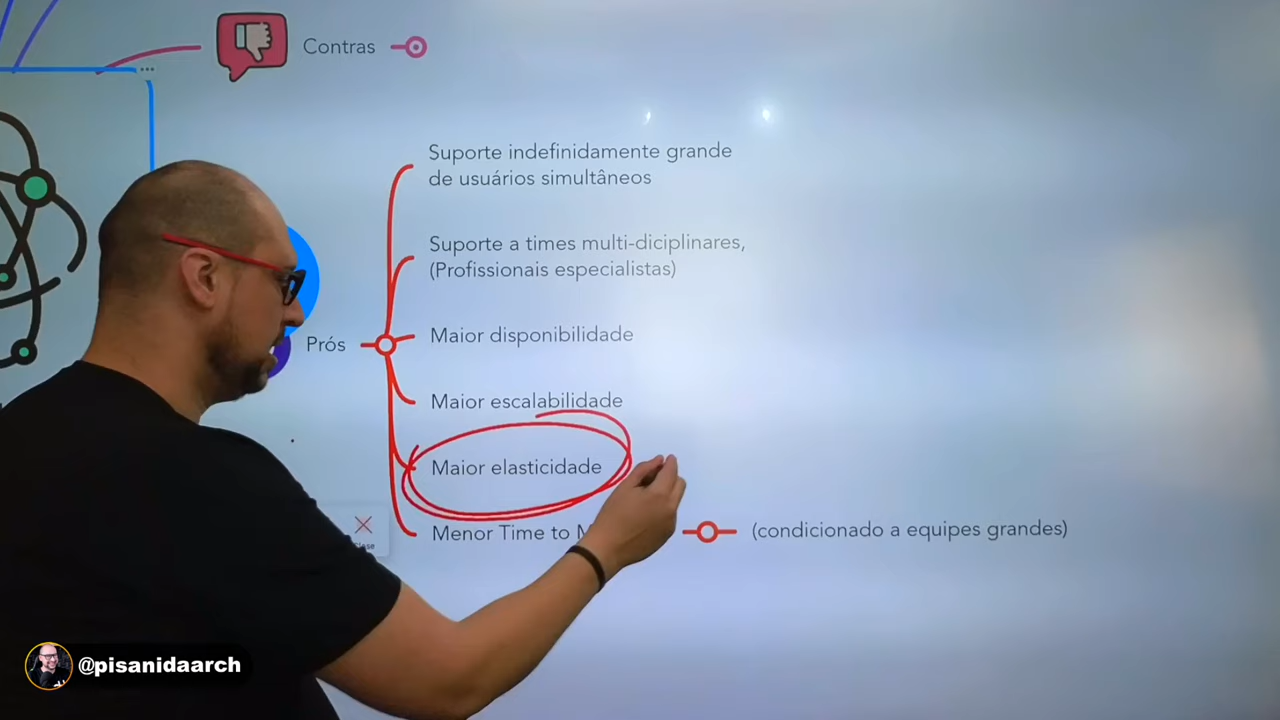 Contras
Suporte indefinidamente grande
de usuários simultâneos
Suporte a times multi-diciplinares,
(Profissionais especialistas)
Prós
Maior disponibilidade
Maior escalabilidade
Maior elasticidade
Menor Time to
(condicionado a equipes grandes)
@pisanidaarch